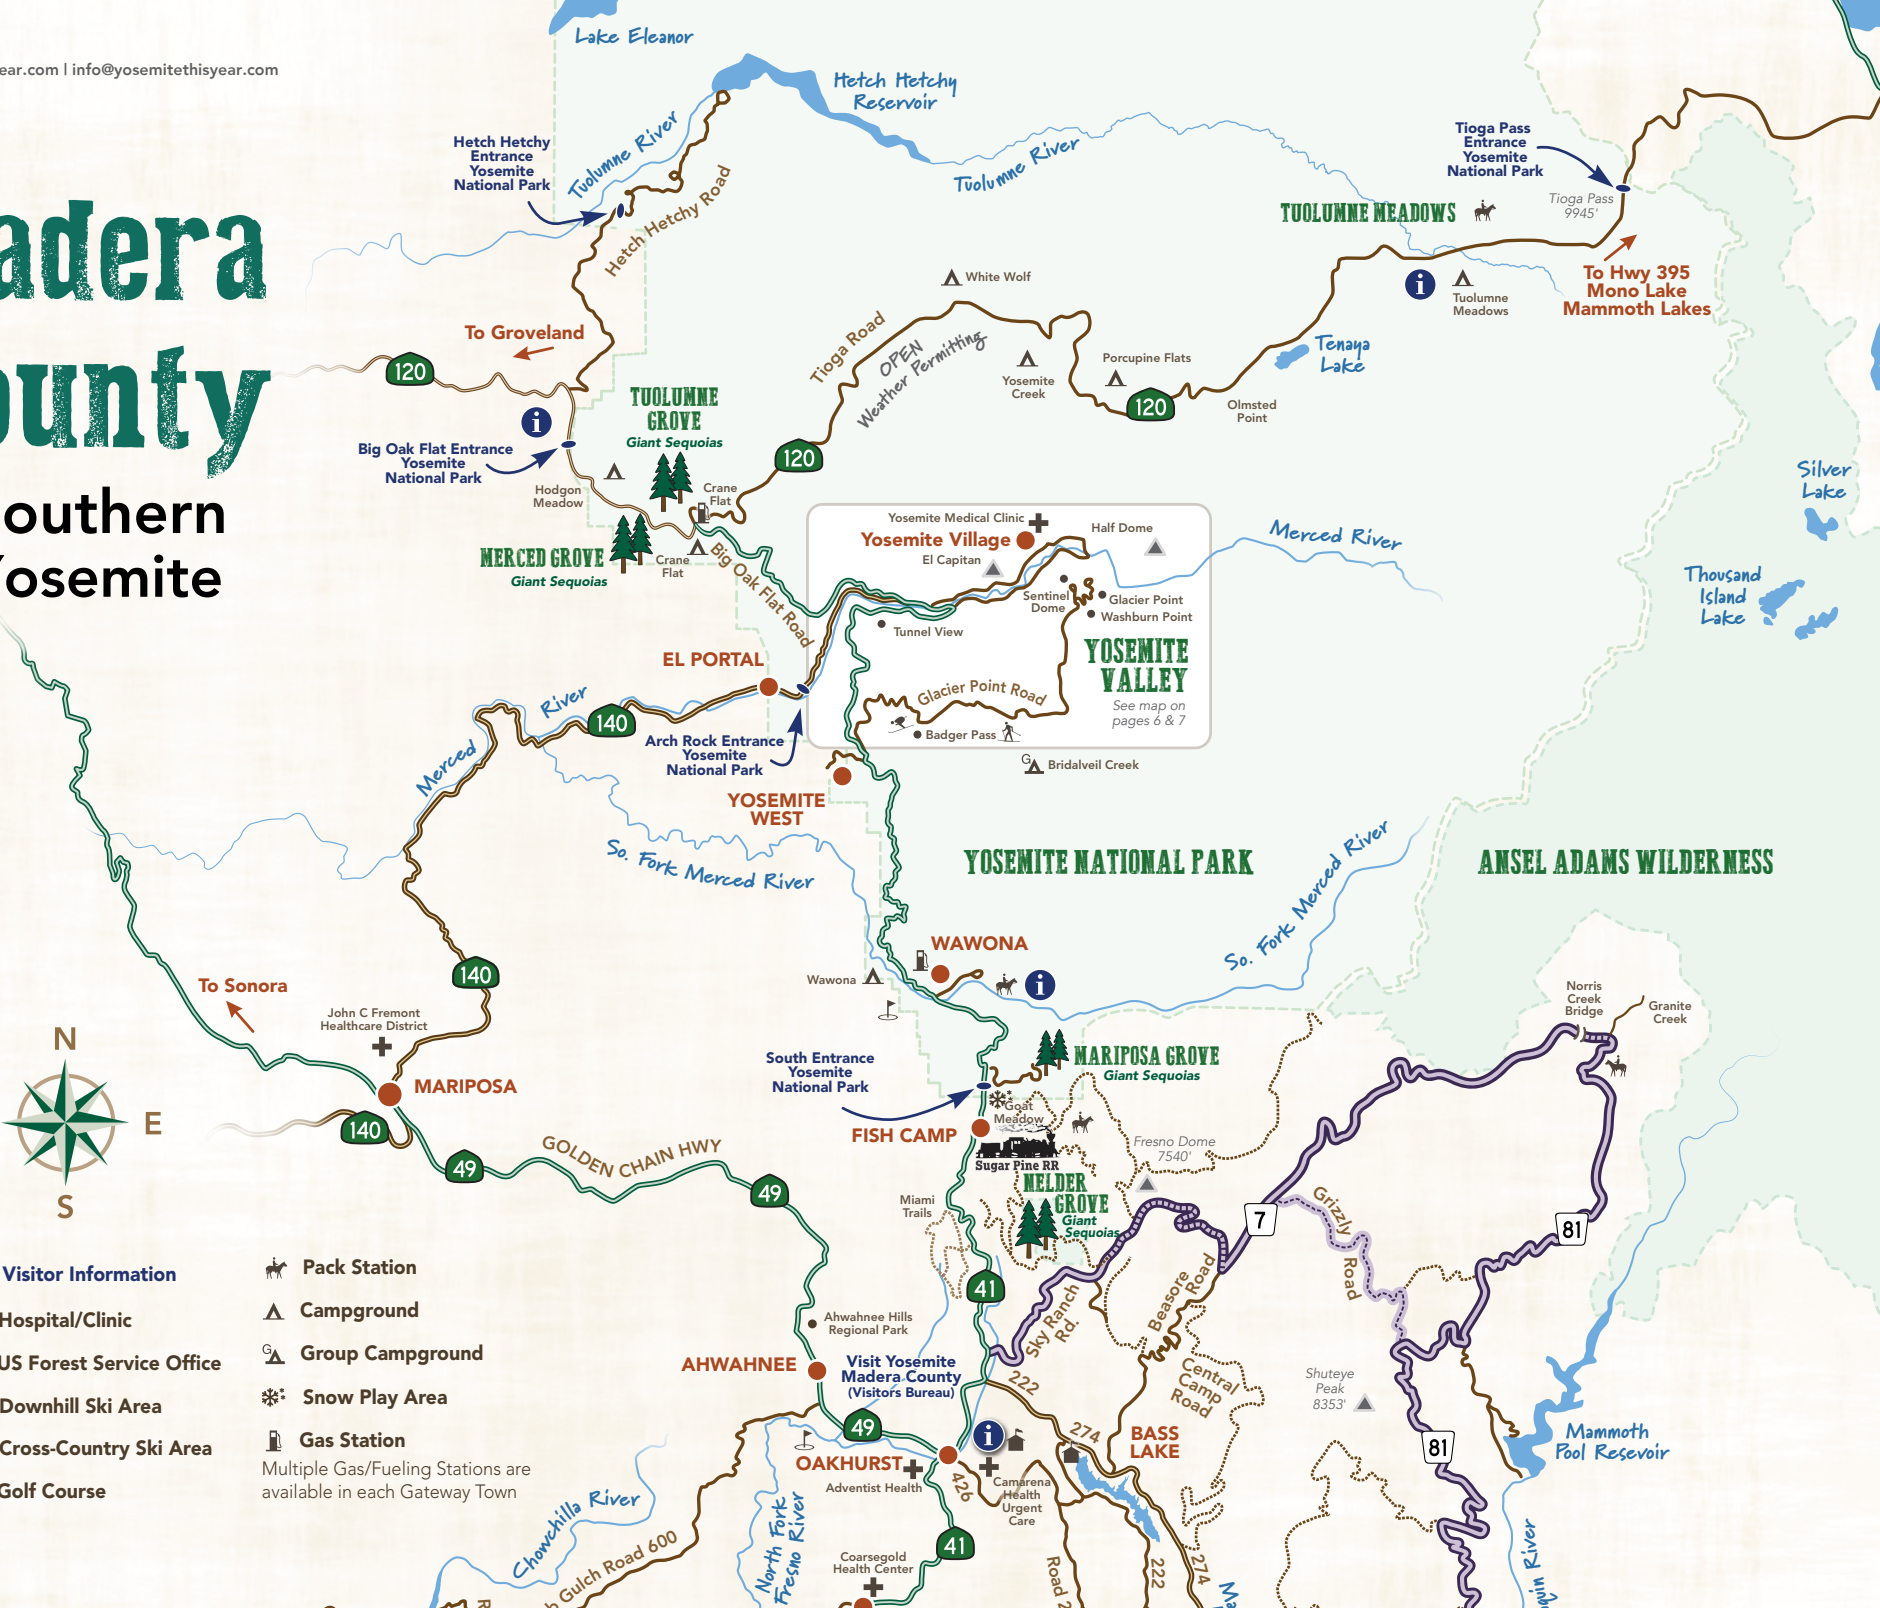 ear.com | info@yosemitethisyear.com
adera
ounty
outhern
Yosemite
Lake Eleanor
Hetch Hetchy
Reservoir
Tuolumne River
Tuolumne River
Hetch Hetchy
Entrance
Yosemite
National Park
Hetch Hetchy Road
Tioga Pass
Entrance
Yosemite
National Park
Tioga Pass
9945'
TUOLUMNE MEADOWS
To Hwy 395
Mono Lake
Mammoth Lakes
i
Tuolumne
Meadows
White Wolf
To Groveland
120
Tioga Road
OPEN
Weather Permitting
Yosemite
Creek
Porcupine Flats
120
Olmsted
Point
Tenaya
Lake
TUOLUMNE
GROVE
Giant Sequoias
i
Big Oak Flat Entrance
Yosemite
National Park
120
Hodgon
Meadow
Crane
Flat
MERCED GROVE
Giant Sequoias
Crane
Flat
Big Oak Flat Road
Silver
Lake
Thousand
Island
Lake
Yosemite Medical Clinic
Yosemite Village
El Capitan
Half Dome
Merced River
Sentinel
Dome
Glacier Point
Washburn Point
Tunnel View
YOSEMITE
VALLEY
See map on
pages 6 & 7
Glacier Point Road
Badger Pass
G
Bridalveil Creek
EL PORTAL
Merced
River
140
Arch Rock Entrance
Yosemite
National Park
YOSEMITE
WEST
So. Fork Merced River
YOSEMITE NATIONAL PARK
ANSEL ADAMS WILDERNESS
So. Fork Merced River
WAWONA
Wawona
i
140
To Sonora
John C Fremont
Healthcare District
MARIPOSA
140
49
GOLDEN CHAIN HWY
49
South Entrance
Yosemite
National Park
MARIPOSA GROVE
Giant Sequoias
Goat
Meadow
FISH CAMP
Sugar Pine RR
Fresno Dome
7540'
NELDER
GROVE
Giant
Sequoias
Miami
Trails
41
Norris
Creek
Bridge
Granite
Creek
7
81
Grizzly
Road
Beasore
Road
Sky Ranch
Rd.
Central
Camp
Road
Shuteye
Peak
8353'
81
Mammoth
Pool Resevoir
N
E
S
Visitor Information
Hospital/Clinic
US Forest Service Office
Downhill Ski Area
Cross-Country Ski Area
Golf Course
Pack Station
Campground
G
Group Campground
Snow Play Area
Gas Station
Multiple Gas/Fueling Stations are
available in each Gateway Town
Ahwahnee Hills
Regional Park
AHWAHNEE
Visit Yosemite
Madera County
(Visitors Bureau)
49
222
274
BASS
LAKE
i
OAKHURST
Adventist Health
426
Camarena
Health
Urgent
Care
41
Coarsegold
Health Center
Chowchilla River
Gulch Road 600
North Fork
Fresno River
Road 2
222
274
uin River